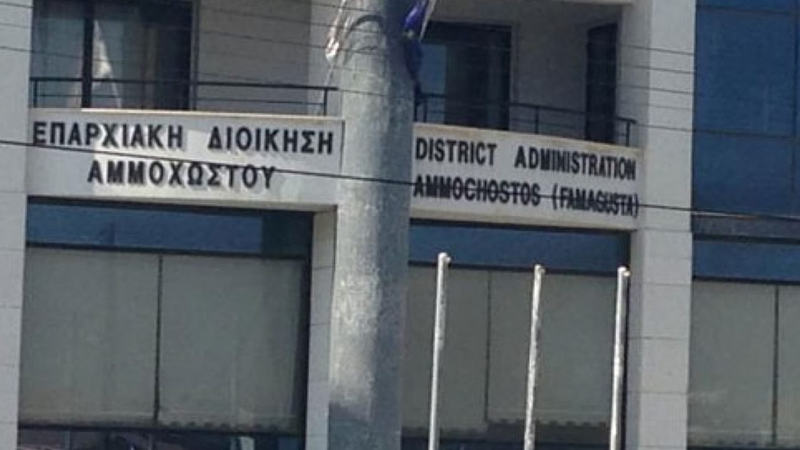 ΕΠΑΡΧΙΑΚΗ ΔΙΟΙΚΗΣΗ
ΑΜΜΟΧΩΣΤΟΥ
DISTRICT ADMINISTRATION
AMMOCHOSTOS (FAMAGUSTA)